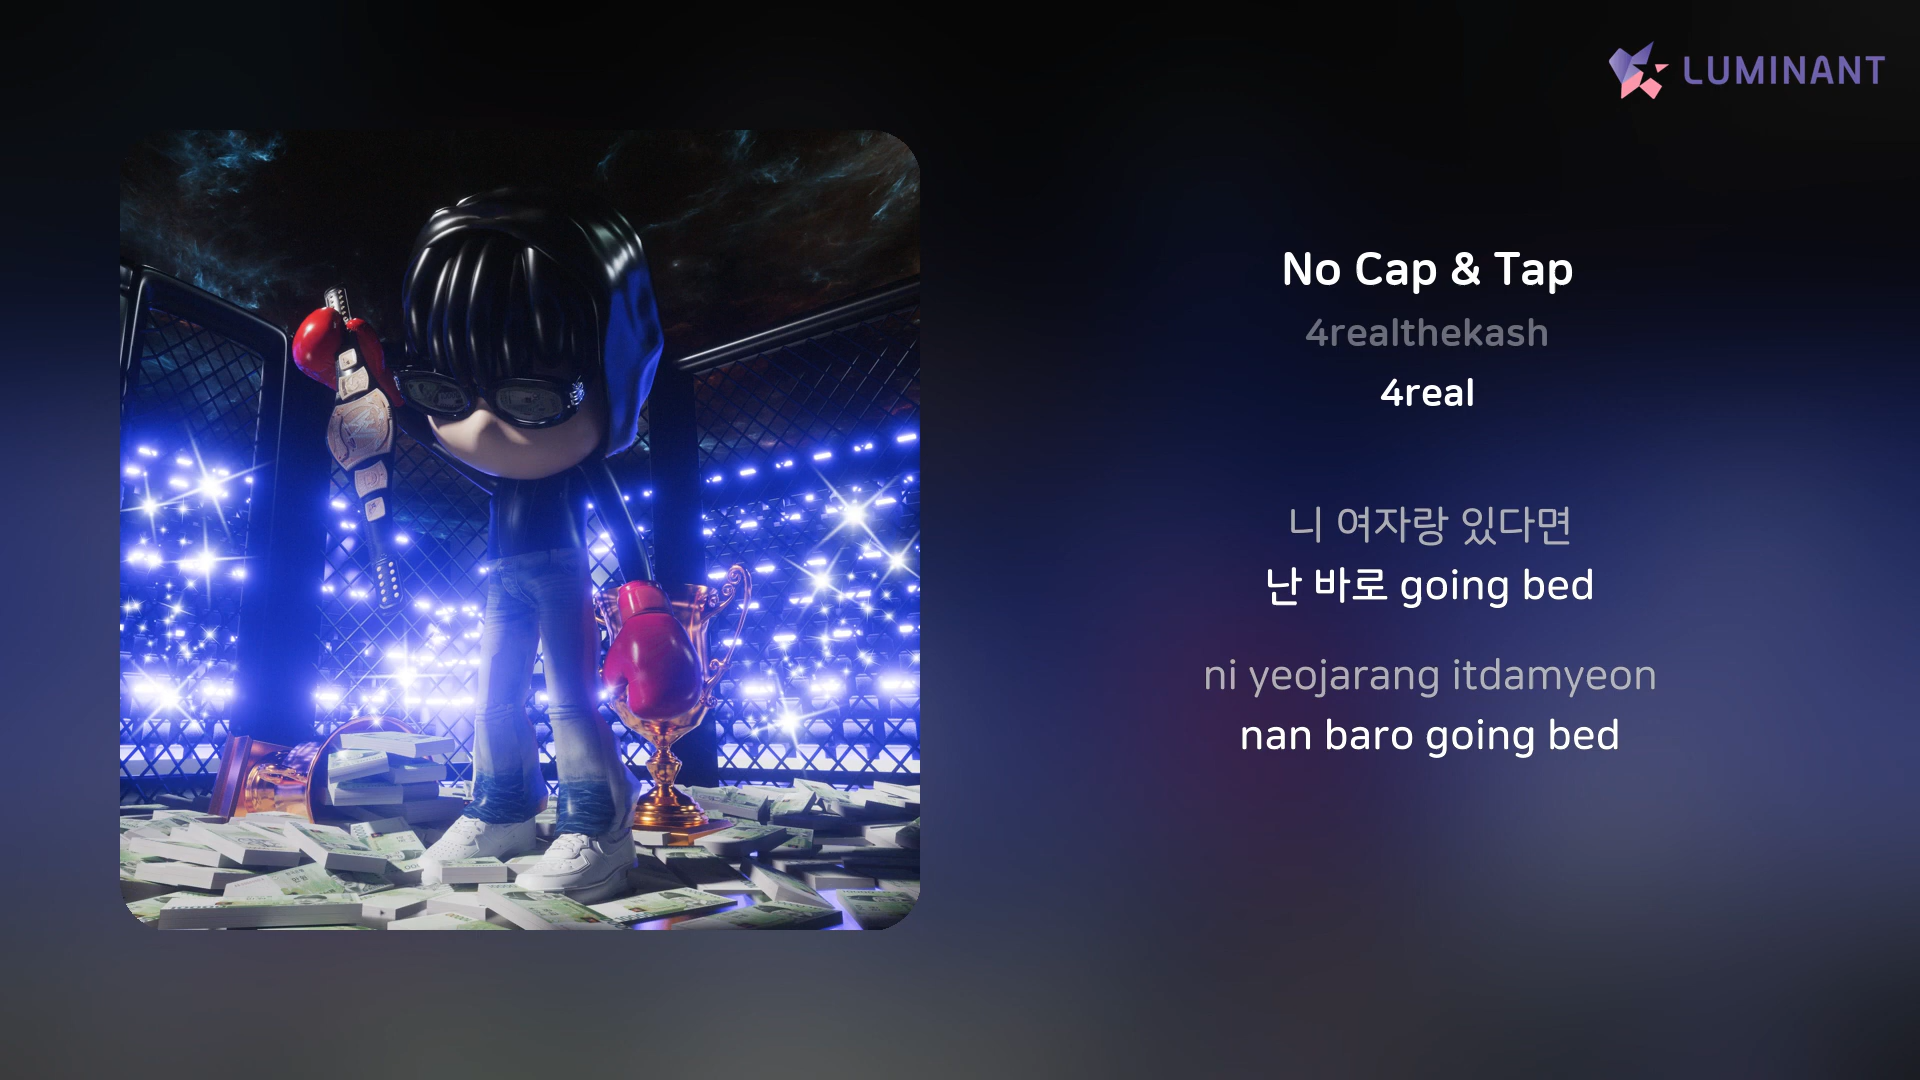 LUMINANT
No Cap & Tap
4realthekash
4real
니 여자랑 있다면
난 바로 going bed
ni yeojarang itdamyeon
nan baro going bed